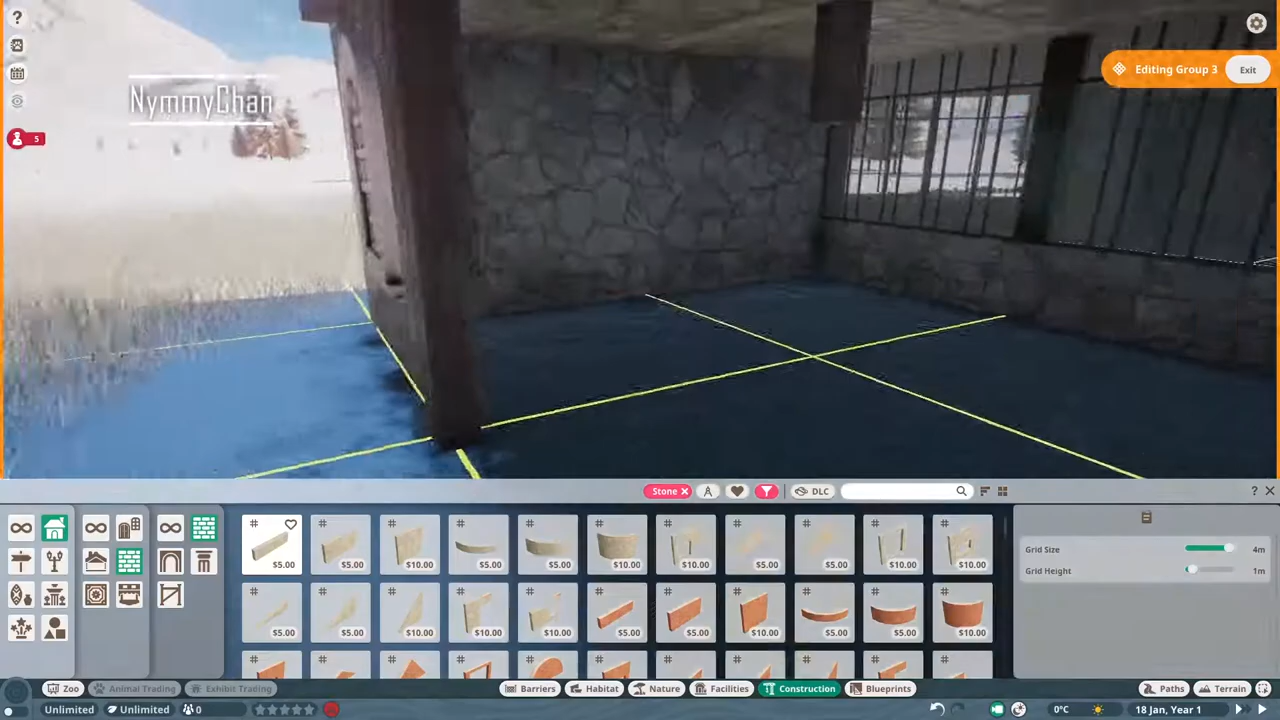 ?
Editing Group 3
Exit
NymmyChan
5
Stone ×
DLC
? ×
$5.00 $5.00 $10.00 $5.00 $5.00 $10.00 $10.00 $5.00 $5.00 $10.00 $10.00
Grid Size 4m
Grid Height 1m
$5.00 $5.00 $10.00 $10.00 $10.00 $5.00 $5.00 $10.00 $5.00 $5.00 $10.00
Zoo Animal Trading Exhibit Trading Barriers Habitat Nature Facilities Construction Blueprints Paths Terrain
Unlimited Unlimited 0 0°C 18 Jan, Year 1